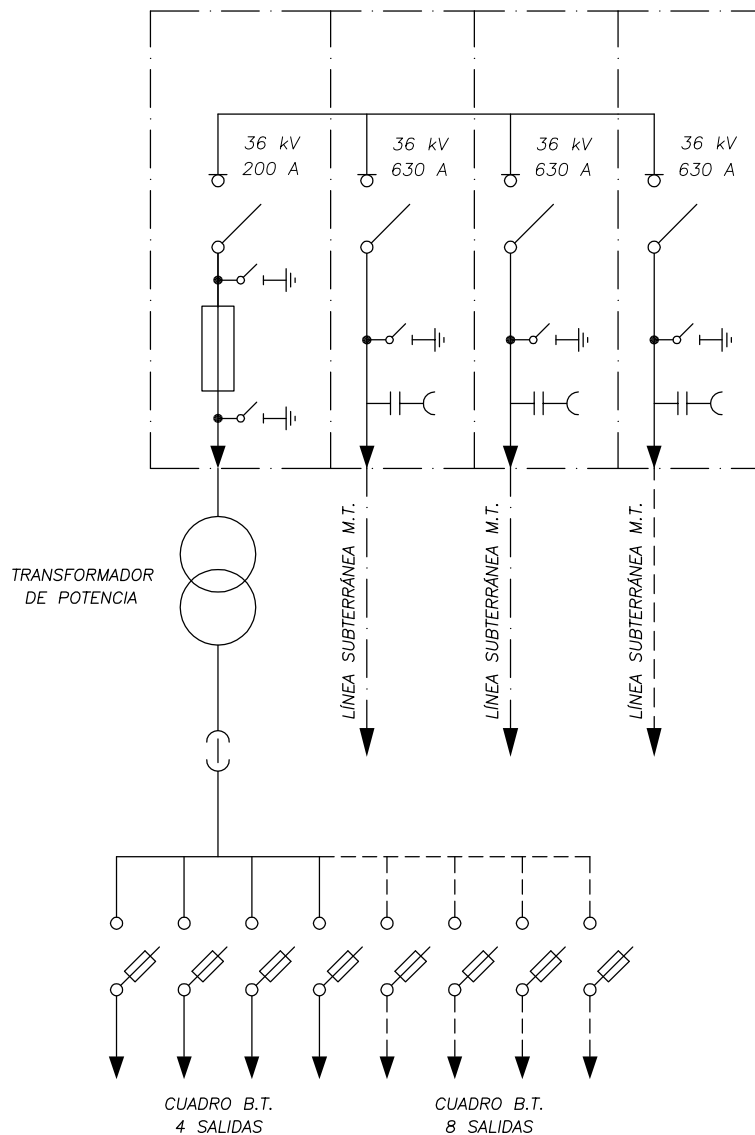 36 kV
200 A
36 kV
630 A
36 kV
630 A
36 kV
630 A
TRANSFORMADOR
DE POTENCIA
LÍNEA SUBTERRÁNEA M.T.
LÍNEA SUBTERRÁNEA M.T.
LÍNEA SUBTERRÁNEA M.T.
CUADRO B.T.
4 SALIDAS
CUADRO B.T.
8 SALIDAS